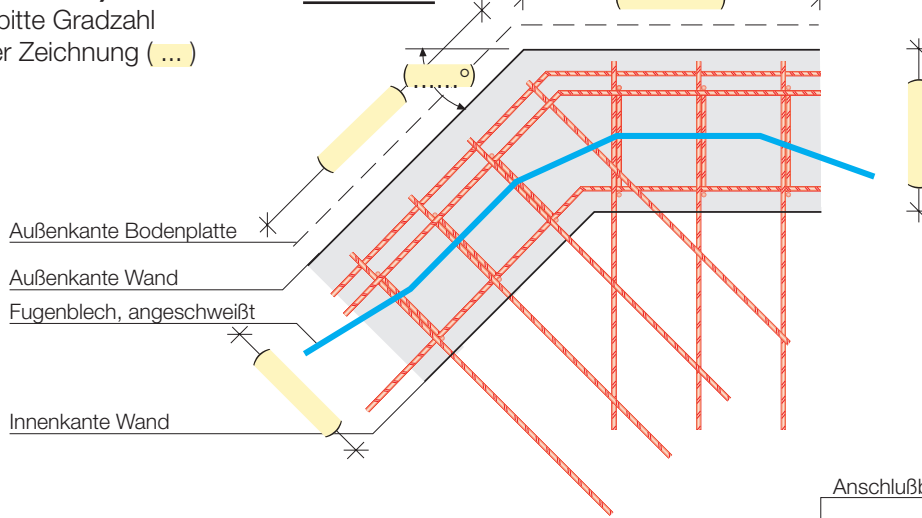 bitte Gradzahl
er Zeichnung (...)
(......°)
Außenkante Bodenplatte
Außenkante Wand
Fugenblech, angeschweißt
Innenkante Wand
Anschlußb